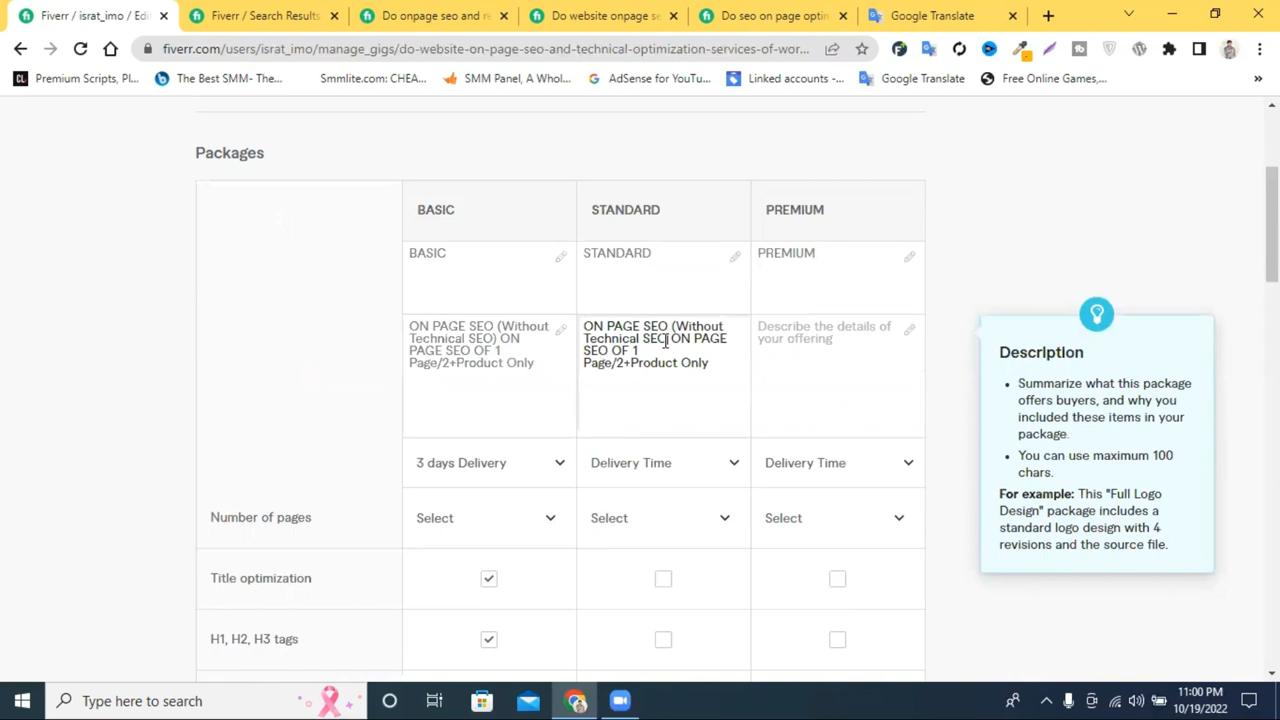 Fiverr / israt_imo / Edi
Fiverr / Search Results
Do onpage seo and re
Do website onpage se
Do seo on page optin
Google Translate
fiverr.com/users/israt_imo/manage_gigs/do-website-on-page-seo-and-technical-optimization-services-of-wor...
Premium Scripts, Pl...
The Best SMM- The...
Smmlite.com: CHEA...
SMM Panel, A Whol...
AdSense for YouTu...
Linked accounts -...
Google Translate
Free Online Games,...
Packages
BASIC
STANDARD
PREMIUM
BASIC
STANDARD
PREMIUM
ON PAGE SEO (Without
Technical SEO) ON
PAGE SEO OF 1
Page/2+Product Only
ON PAGE SEO (Without
Technical SEO) ON PAGE
SEO OF 1
Page/2+Product Only
Describe the details of
your offering
3 days Delivery
Delivery Time
Delivery Time
Number of pages
Select
Select
Select
Title optimization
H1, H2, H3 tags
Description
• Summarize what this package
offers buyers, and why you
included these items in your
package.
• You can use maximum 100
chars.
For example: This "Full Logo
Design" package includes a
standard logo design with 4
revisions and the source file.
Type here to search
11:00 PM
10/19/2022